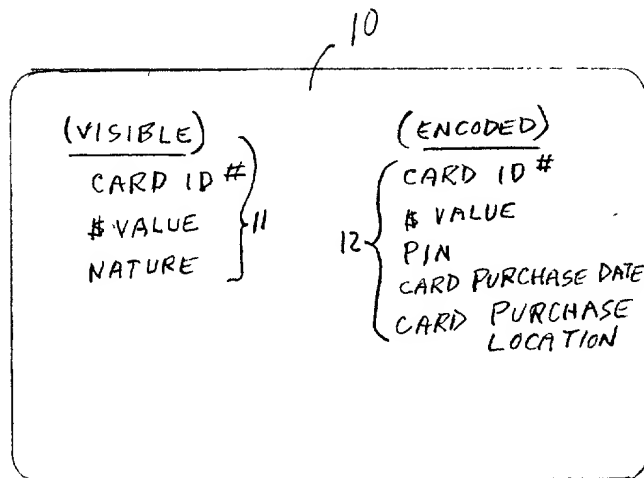 10
(VISIBLE)
CARD ID #
$ VALUE
NATURE
11
(ENCODED)
CARD ID #
$ VALUE
PIN
CARD PURCHASE DATE
CARD PURCHASE
LOCATION
12